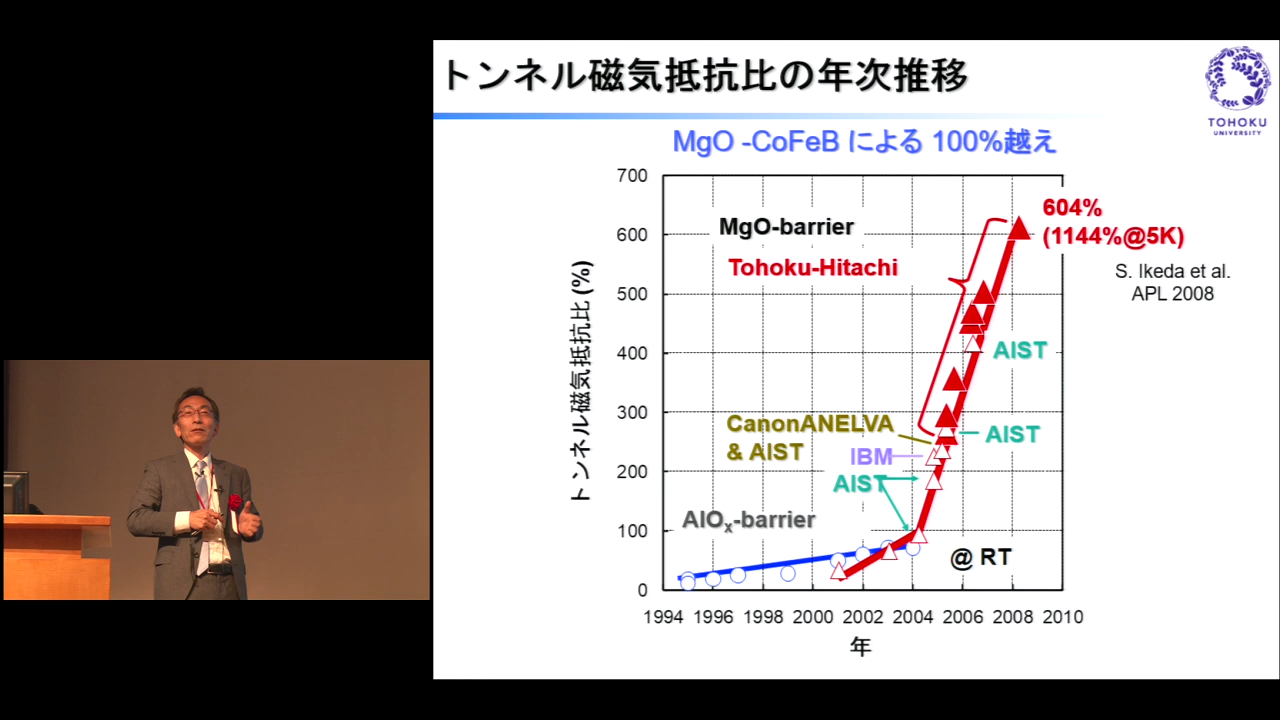 トンネル磁気抵抗比の年次推移
TOHOKU
UNIVERSITY
MgO -CoFeB による 100%越え
700
600
500
400
300
200
100
0
トンネル磁気抵抗比 (%)
MgO-barrier
Tohoku-Hitachi
604%
(1144%@5K)
S. Ikeda et al.
APL 2008
AIST
CanonANELVA
& AIST
AIST
IBM
AIST
AlOx-barrier
@ RT
1994 1996 1998 2000 2002 2004 2006 2008 2010
年